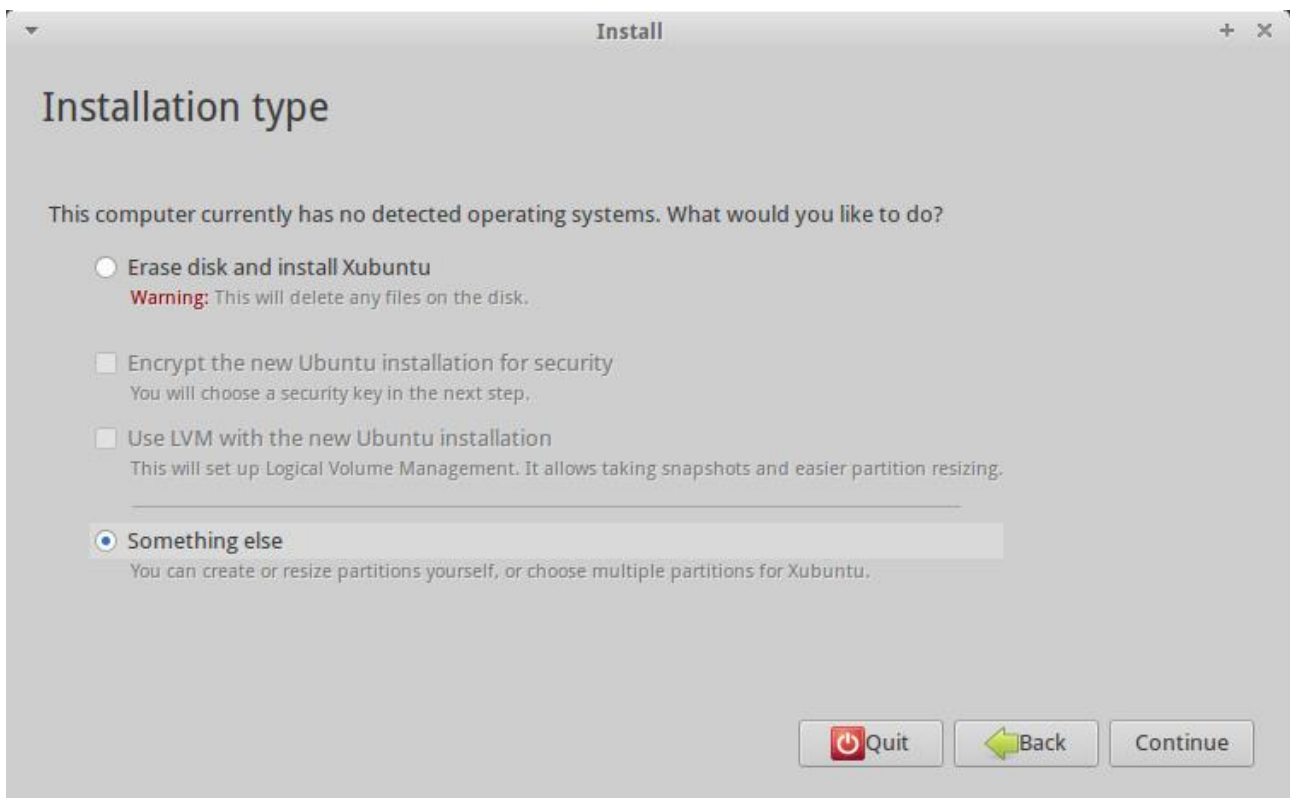 Install
Installation type
This computer currently has no detected operating systems. What would you like to do?
Erase disk and install Xubuntu
Warning: This will delete any files on the disk.
Encrypt the new Ubuntu installation for security
You will choose a security key in the next step.
Use LVM with the new Ubuntu installation
This will set up Logical Volume Management. It allows taking snapshots and easier partition resizing.
Something else
You can create or resize partitions yourself, or choose multiple partitions for Xubuntu.
Quit Back Continue